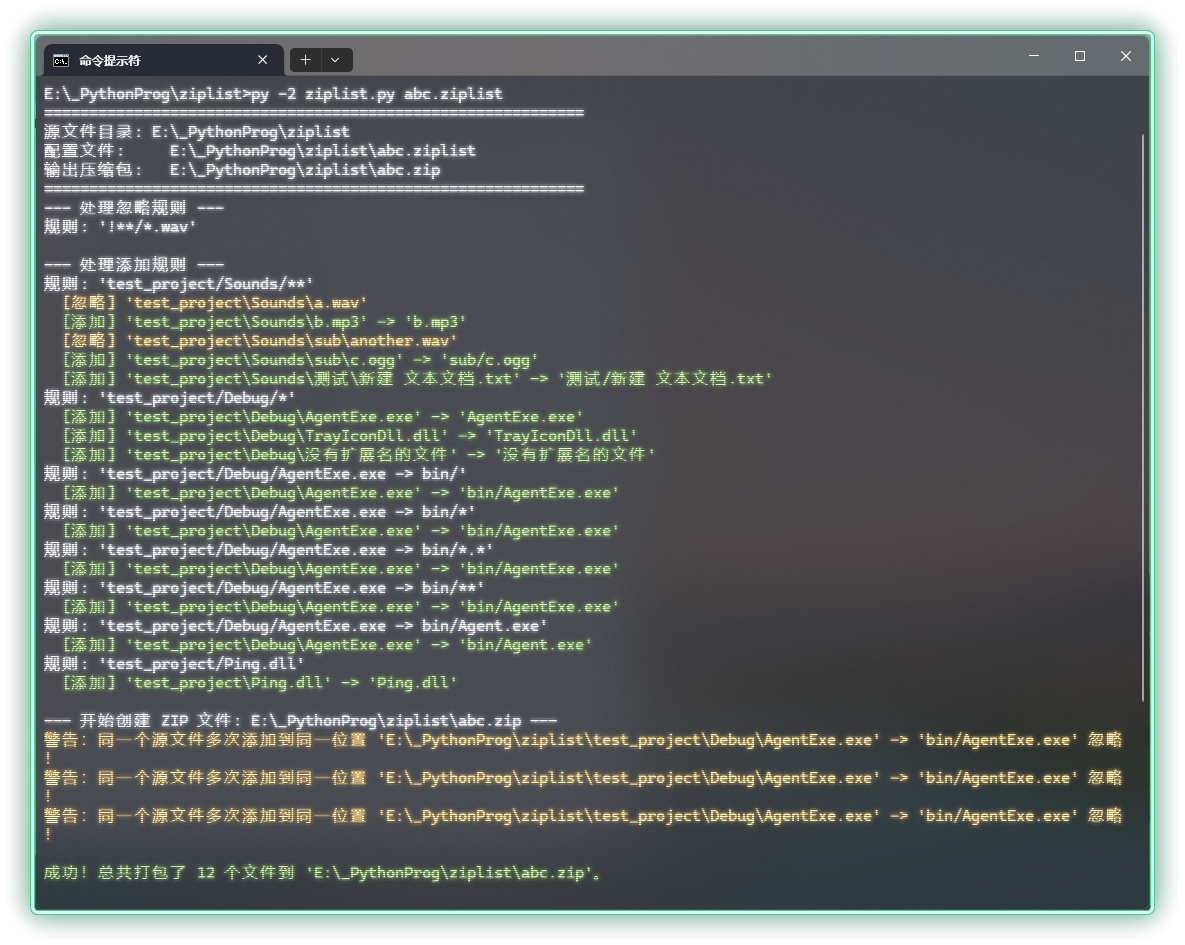 命令提示符
E:\_PythonProg\ziplist>py -2 ziplist.py abc.ziplist
============================================================
源文件目录: E:\_PythonProg\ziplist
配置文件:     E:\_PythonProg\ziplist\abc.ziplist
输出压缩包:   E:\_PythonProg\ziplist\abc.zip
============================================================
--- 处理忽略规则 ---
规则: '!**/*.wav'
--- 处理添加规则 ---
规则: 'test_project/Sounds/**'
  [忽略] 'test_project\Sounds\a.wav'
  [添加] 'test_project\Sounds\b.mp3' -> 'b.mp3'
  [忽略] 'test_project\Sounds\sub\another.wav'
  [添加] 'test_project\Sounds\sub\c.ogg' -> 'sub/c.ogg'
  [添加] 'test_project\Sounds\测试\新建 文本文档.txt' -> '测试/新建 文本文档.txt'
规则: 'test_project/Debug/*'
  [添加] 'test_project\Debug\AgentExe.exe' -> 'AgentExe.exe'
  [添加] 'test_project\Debug\TrayIconDll.dll' -> 'TrayIconDll.dll'
  [添加] 'test_project\Debug\没有扩展名的文件' -> '没有扩展名的文件'
规则: 'test_project/Debug/AgentExe.exe -> bin/'
  [添加] 'test_project\Debug\AgentExe.exe' -> 'bin/AgentExe.exe'
规则: 'test_project/Debug/AgentExe.exe -> bin/*'
  [添加] 'test_project\Debug\AgentExe.exe' -> 'bin/AgentExe.exe'
规则: 'test_project/Debug/AgentExe.exe -> bin/*.*'
  [添加] 'test_project\Debug\AgentExe.exe' -> 'bin/AgentExe.exe'
规则: 'test_project/Debug/AgentExe.exe -> bin/**'
  [添加] 'test_project\Debug\AgentExe.exe' -> 'bin/AgentExe.exe'
规则: 'test_project/Debug/AgentExe.exe -> bin/Agent.exe'
  [添加] 'test_project\Debug\AgentExe.exe' -> 'bin/Agent.exe'
规则: 'test_project/Ping.dll'
  [添加] 'test_project\Ping.dll' -> 'Ping.dll'
--- 开始创建 ZIP 文件: E:\_PythonProg\ziplist\abc.zip ---
警告: 同一个源文件多次添加到同一位置 'E:\_PythonProg\ziplist\test_project\Debug\AgentExe.exe' -> 'bin/AgentExe.exe' 忽略
!
警告: 同一个源文件多次添加到同一位置 'E:\_PythonProg\ziplist\test_project\Debug\AgentExe.exe' -> 'bin/AgentExe.exe' 忽略
!
警告: 同一个源文件多次添加到同一位置 'E:\_PythonProg\ziplist\test_project\Debug\AgentExe.exe' -> 'bin/AgentExe.exe' 忽略
!
成功! 总共打包了 12 个文件到 'E:\_PythonProg\ziplist\abc.zip'。